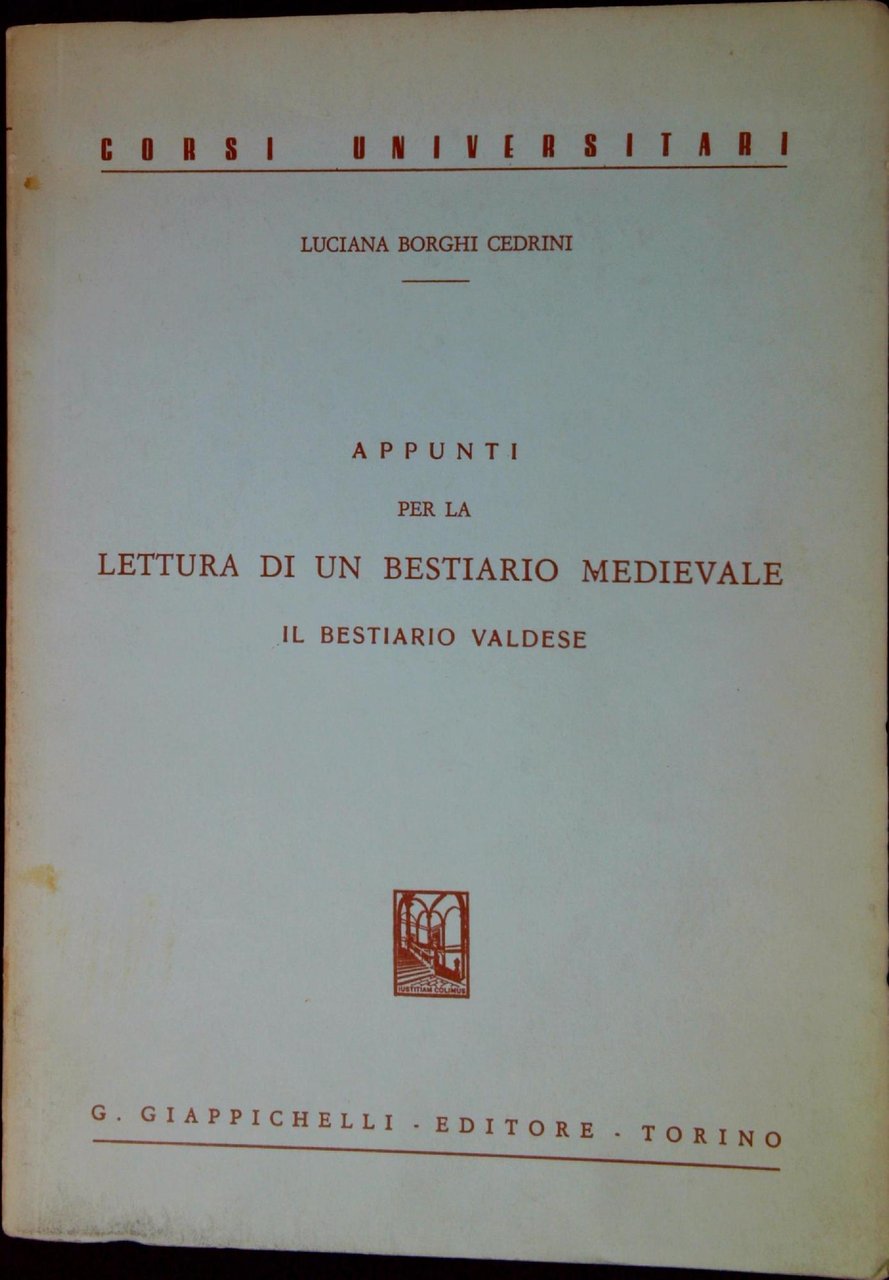 CORSI UNIVERSITARI
LUCIANA BORGHI CEDRINI
APPUNTI
PER LA
LETTURA DI UN BESTIARIO MEDIEVALE
IL BESTIARIO VALDESE
IUSTITIAM COLIMUS
G. GIAPPICHELLI - EDITORE - TORINO